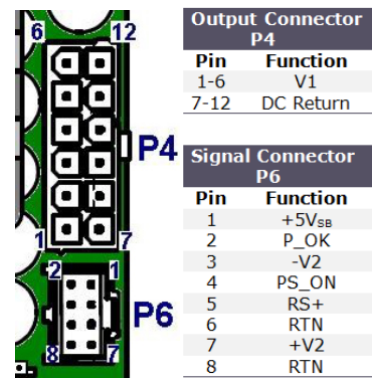 6 12
P4
1 7
2 1
P6
8 7
Output Connector
P4
Pin Function
1-6 V1
7-12 DC Return
Signal Connector
P6
Pin Function
1 +5VSB
2 P_OK
3 -V2
4 PS_ON
5 RS+
6 RTN
7 +V2
8 RTN